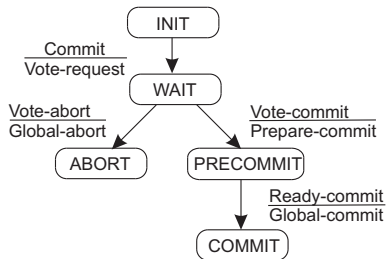 INIT
Commit
Vote-request
WAIT
Vote-abort
Global-abort
Vote-commit
Prepare-commit
ABORT
PRECOMMIT
Ready-commit
Global-commit
COMMIT